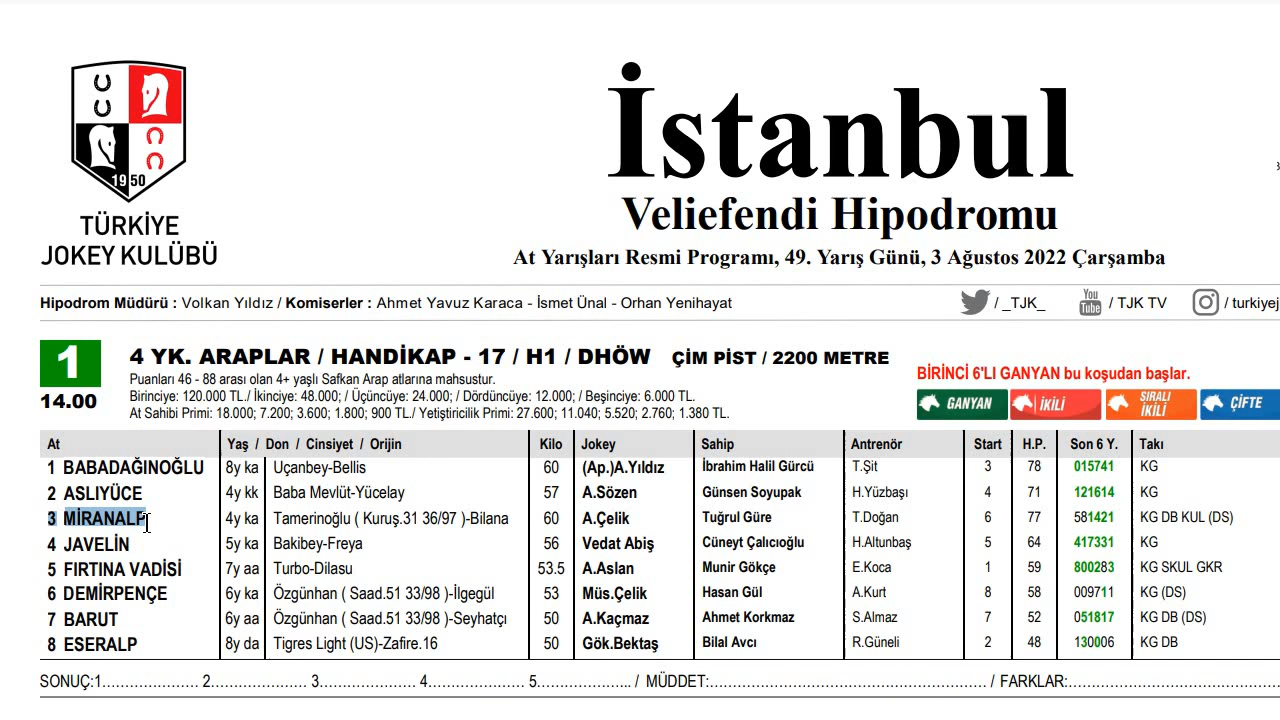 19 50
TÜRKİYE
JOKEY KULÜBÜ
İstanbul
Veliefendi Hipodromu
At Yarışları Resmi Programı, 49. Yarış Günü, 3 Ağustos 2022 Çarşamba
Hipodrom Müdürü : Volkan Yıldız / Komiserler : Ahmet Yavuz Karaca - İsmet Ünal - Orhan Yenihayat
/ _TJK_ You Tube / TJK TV / turkiyej
1
14.00
4 YK. ARAPLAR / HANDİKAP - 17 / H1 / DHÖW ÇİM PİST / 2200 METRE
Puanları 46 - 88 arası olan 4+ yaşlı Safkan Arap atlarına mahsustur.
Birinciye: 120.000 TL./ İkinciye: 48.000; / Üçüncüye: 24.000; / Dördüncüye: 12.000; / Beşinciye: 6.000 TL.
At Sahibi Primi: 18.000; 7.200; 3.600; 1.800; 900 TL./ Yetiştiricilik Primi: 27.600; 11.040; 5.520; 2.760; 1.380 TL.
BİRİNCİ 6'LI GANYAN bu koşudan başlar.
GANYAN İKİLİ SIRALI İKİLİ ÇİFTE
At Yaş / Don / Cinsiyet / Orijin Kilo Jokey Sahip Antrenör Start H.P. Son 6 Y. Takı
1 BABADAĞINOĞLU 8y ka Uçanbey-Bellis 60 (Ap.)A.Yıldız İbrahim Halil Gürcü T.Şit 3 78 015741 KG
2 ASLIYÜCE 4y kk Baba Mevlüt-Yücelay 57 A.Sözen Günsen Soyupak H.Yüzbaşı 4 71 121614 KG
3 MİRANALP 4y ka Tamerinoğlu ( Kuruş.31 36/97 )-Bilana 60 A.Çelik Tuğrul Güre T.Doğan 6 77 581421 KG DB KUL (DS)
4 JAVELİN 5y ka Bakibey-Freya 56 Vedat Abiş Cüneyt Çalıcıoğlu H.Altunbaş 5 64 417331 KG
5 FIRTINA VADİSİ 7y aa Turbo-Dilasu 53.5 A.Aslan Munir Gökçe E.Koca 1 59 800283 KG SKUL GKR
6 DEMİRPENÇE 6y ka Özgünhan ( Saad.51 33/98 )-İlgegül 53 Müs.Çelik Hasan Gül A.Kurt 8 58 009711 KG (DS)
7 BARUT 6y aa Özgünhan ( Saad.51 33/98 )-Seyhatçı 50 A.Kaçmaz Ahmet Korkmaz S.Almaz 7 52 051817 KG DB (DS)
8 ESERALP 8y da Tigres Light (US)-Zafire.16 50 Gök.Bektaş Bilal Avcı R.Güneli 2 48 130006 KG DB
SONUÇ:1..................... 2..................... 3..................... 4..................... 5..................... / MÜDDET:............................................................ / FARKLAR:..............................................